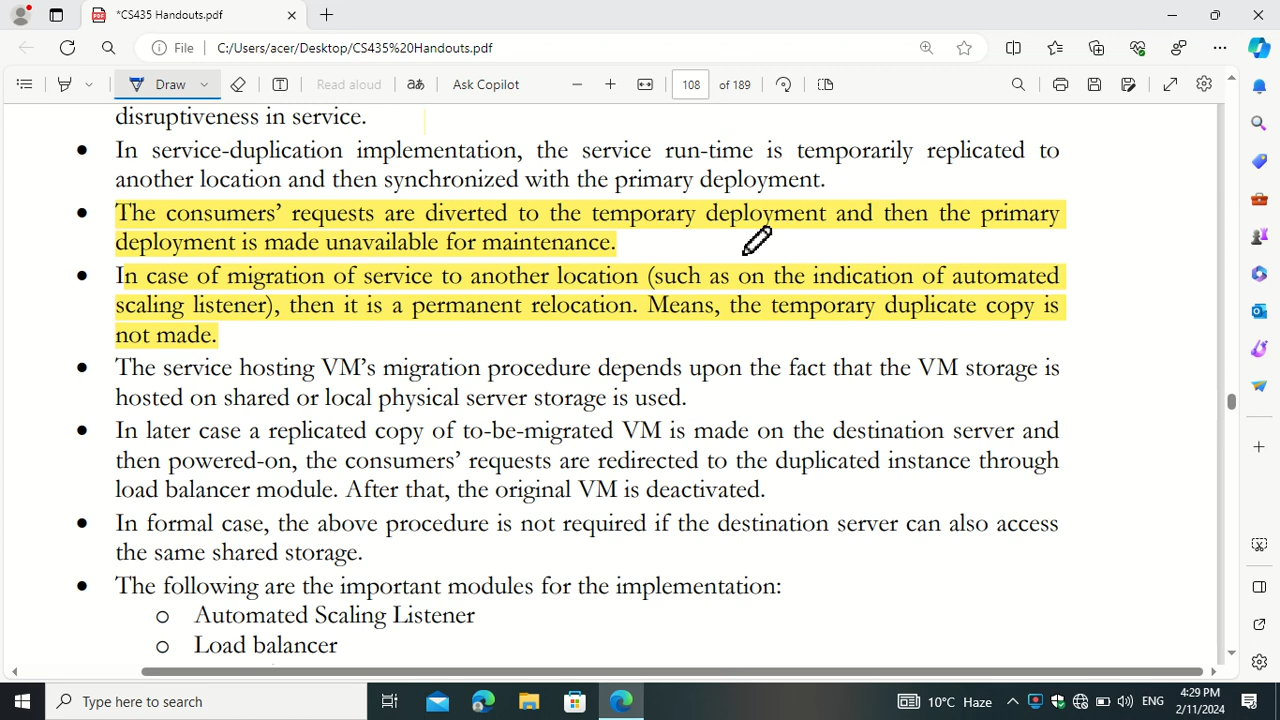 *CS435 Handouts.pdf
File
C:/Users/acer/Desktop/CS435%20Handouts.pdf
Draw
Read aloud
aあ
Ask Copilot
108 of 189
disruptiveness in service.
• In service-duplication implementation, the service run-time is temporarily replicated to
another location and then synchronized with the primary deployment.
• The consumers’ requests are diverted to the temporary deployment and then the primary
deployment is made unavailable for maintenance.
• In case of migration of service to another location (such as on the indication of automated
scaling listener), then it is a permanent relocation. Means, the temporary duplicate copy is
not made.
• The service hosting VM’s migration procedure depends upon the fact that the VM storage is
hosted on shared or local physical server storage is used.
• In later case a replicated copy of to-be-migrated VM is made on the destination server and
then powered-on, the consumers’ requests are redirected to the duplicated instance through
load balancer module. After that, the original VM is deactivated.
• In formal case, the above procedure is not required if the destination server can also access
the same shared storage.
• The following are the important modules for the implementation:
o Automated Scaling Listener
o Load balancer
Type here to search
10°C Haze
ENG
4:29 PM
2/11/2024